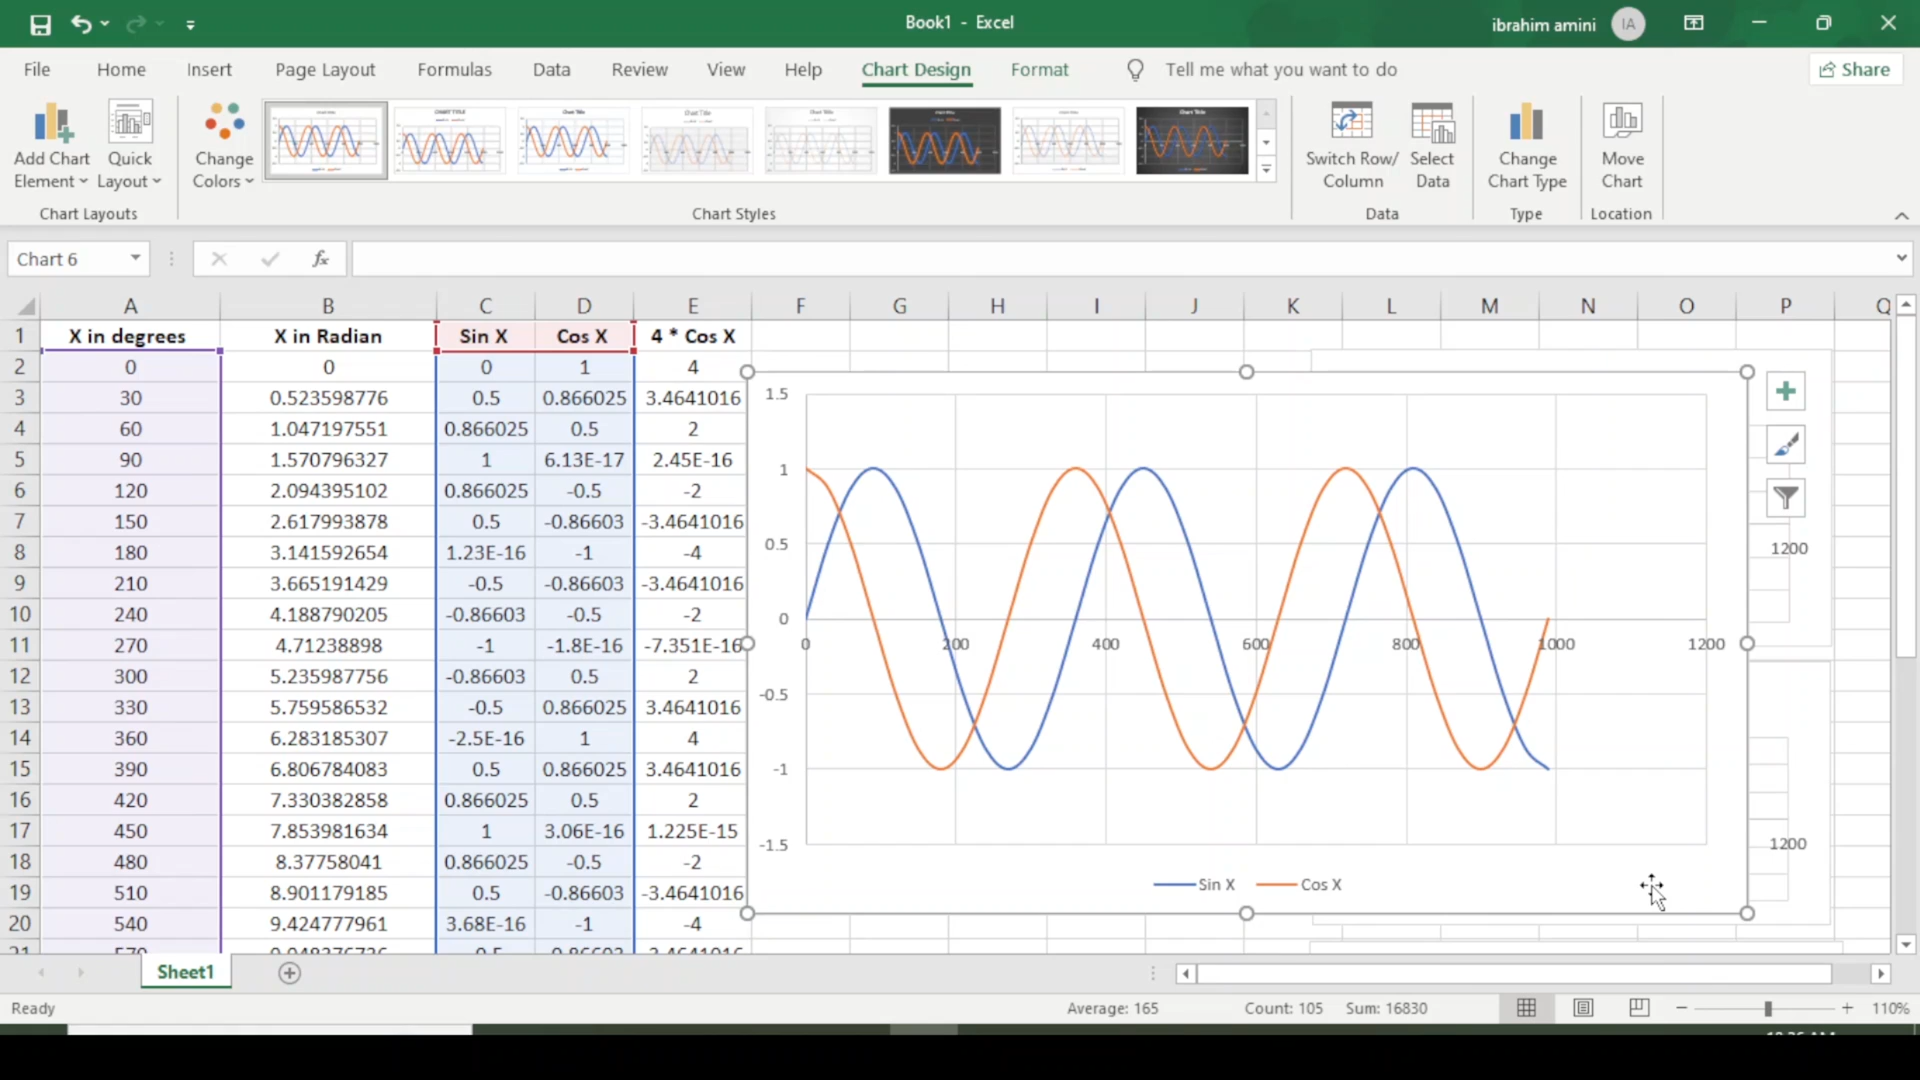 Book1 - Excel
ibrahim amini IA
File Home Insert Page Layout Formulas Data Review View Help Chart Design Format Tell me what you want to do Share
Add Chart Element Quick Layout Change Colors Switch Row/ Column Select Data Change Chart Type Move Chart
Chart Layouts Chart Styles Data Type Location
Chart 6 fx
A B C D E F G H I J K L M N O P Q
1 X in degrees X in Radian Sin X Cos X 4 * Cos X
2 0 0 0 1 4
3 30 0.523598776 0.5 0.866025 3.4641016
4 60 1.047197551 0.866025 0.5 2
5 90 1.570796327 1 6.13E-17 2.45E-16
6 120 2.094395102 0.866025 -0.5 -2
7 150 2.617993878 0.5 -0.86603 -3.4641016
8 180 3.141592654 1.23E-16 -1 -4
9 210 3.665191429 -0.5 -0.86603 -3.4641016
10 240 4.188790205 -0.86603 -0.5 -2
11 270 4.71238898 -1 -1.8E-16 -7.351E-16
12 300 5.235987756 -0.86603 0.5 2
13 330 5.759586532 -0.5 0.866025 3.4641016
14 360 6.283185307 -2.5E-16 1 4
15 390 6.806784083 0.5 0.866025 3.4641016
16 420 7.330382858 0.866025 0.5 2
17 450 7.853981634 1 3.06E-16 1.225E-15
18 480 8.37758041 0.866025 -0.5 -2
19 510 8.901179185 0.5 -0.86603 -3.4641016
20 540 9.424777961 3.68E-16 -1 -4
1.5
1
0.5
0
0 200 400 600 800 1000 1200
-0.5
-1
-1.5
Sin X Cos X
1200
1200
Sheet1
Ready Average: 165 Count: 105 Sum: 16830 110%